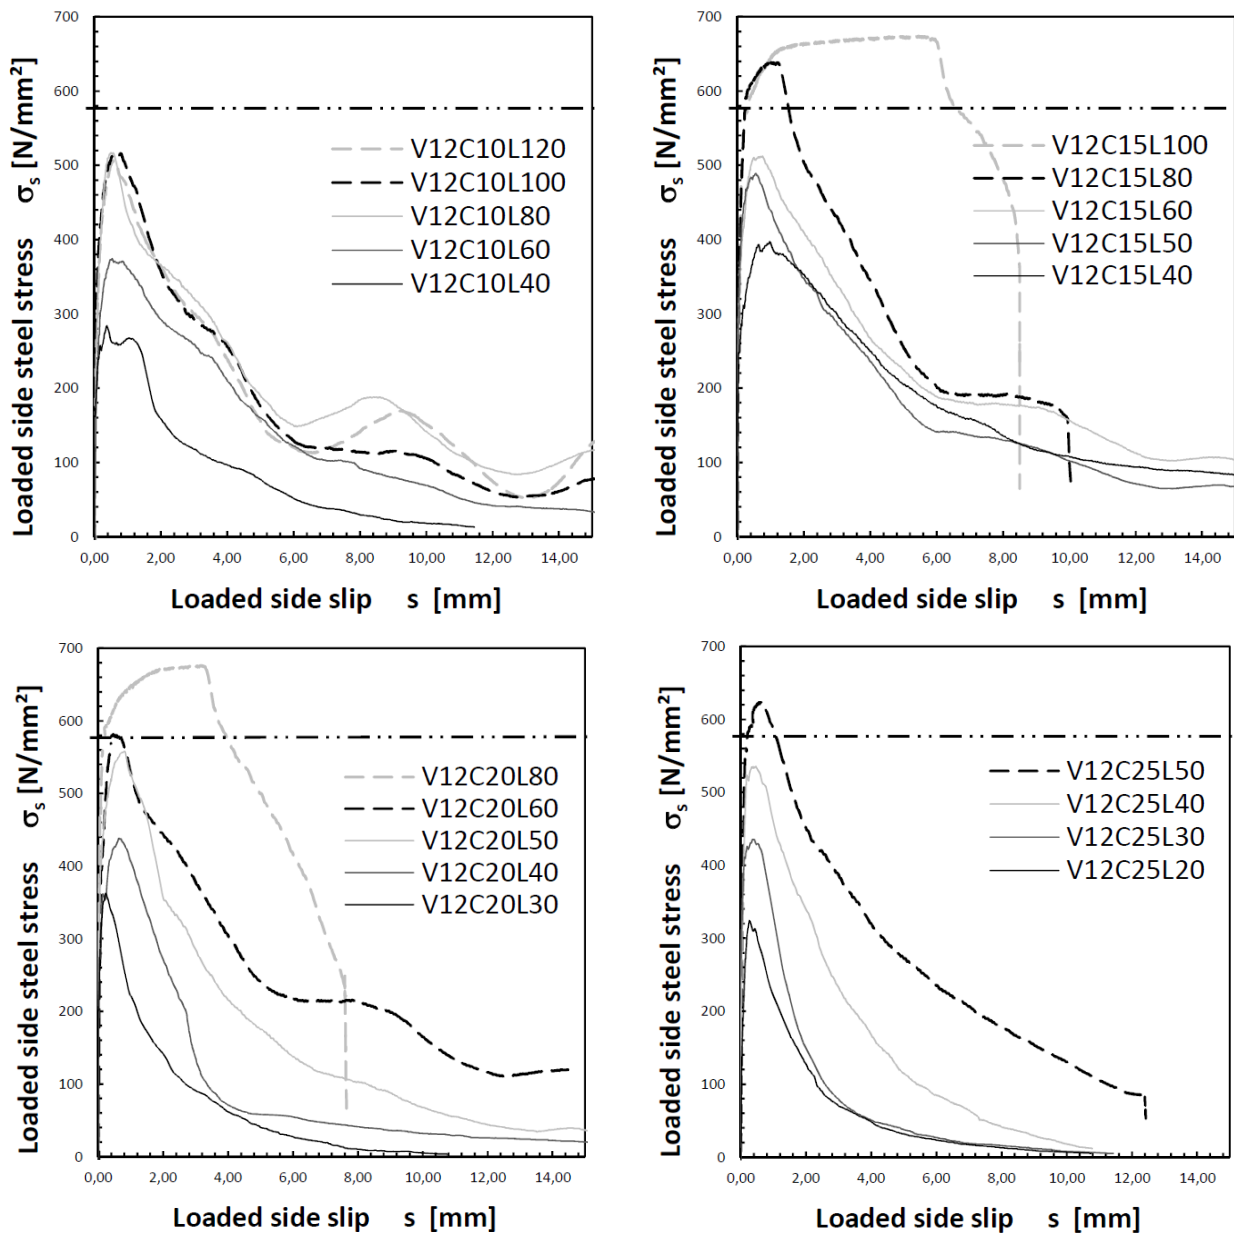 Loaded side steel stress σs [N/mm²]
700
600
500
400
300
200
100
0
V12C10L120
V12C10L100
V12C10L80
V12C10L60
V12C10L40
0,00 2,00 4,00 6,00 8,00 10,00 12,00 14,00
Loaded side slip s [mm]
Loaded side steel stress σs [N/mm²]
700
600
500
400
300
200
100
0
V12C15L100
V12C15L80
V12C15L60
V12C15L50
V12C15L40
0,00 2,00 4,00 6,00 8,00 10,00 12,00 14,00
Loaded side slip s [mm]
Loaded side steel stress σs [N/mm²]
700
600
500
400
300
200
100
0
V12C20L80
V12C20L60
V12C20L50
V12C20L40
V12C20L30
0,00 2,00 4,00 6,00 8,00 10,00 12,00 14,00
Loaded side slip s [mm]
Loaded side steel stress σs [N/mm²]
700
600
500
400
300
200
100
0
V12C25L50
V12C25L40
V12C25L30
V12C25L20
0,00 2,00 4,00 6,00 8,00 10,00 12,00 14,00
Loaded side slip s [mm]